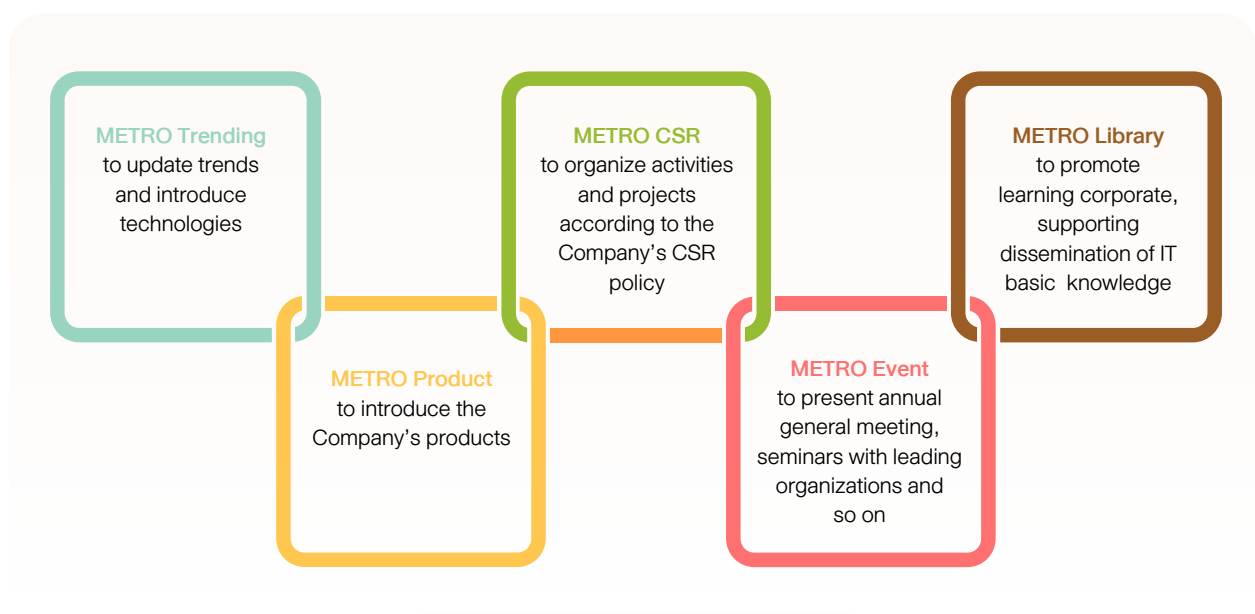 METRO Trending
to update trends
and introduce
technologies
METRO Product
to introduce the
Company's products
METRO CSR
to organize activities
and projects
according to the
Company's CSR
policy
METRO Event
to present annual
general meeting,
seminars with leading
organizations and
so on
METRO Library
to promote
learning corporate,
supporting
dissemination of IT
basic  knowledge